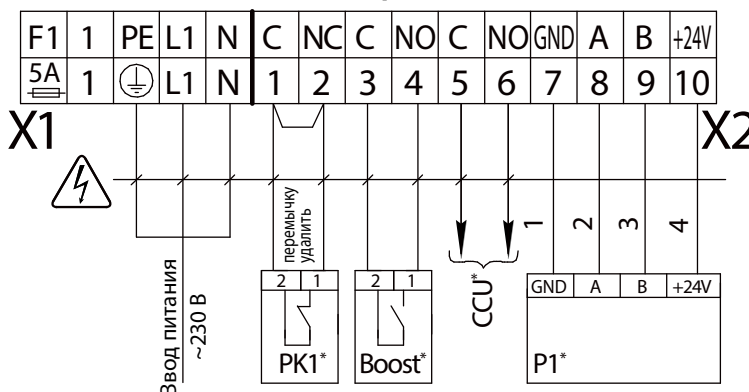 F1 1 PE L1 N C NC C NO C NO GND A B +24V
5A 1 L1 N 1 2 3 4 5 6 7 8 9 10
X1 X2
перемычку
удалить
1 2 3 4
Ввод питания
~230 В
2 1
PK1*
2 1
Boost*
CCU*
GND A B +24V
P1*